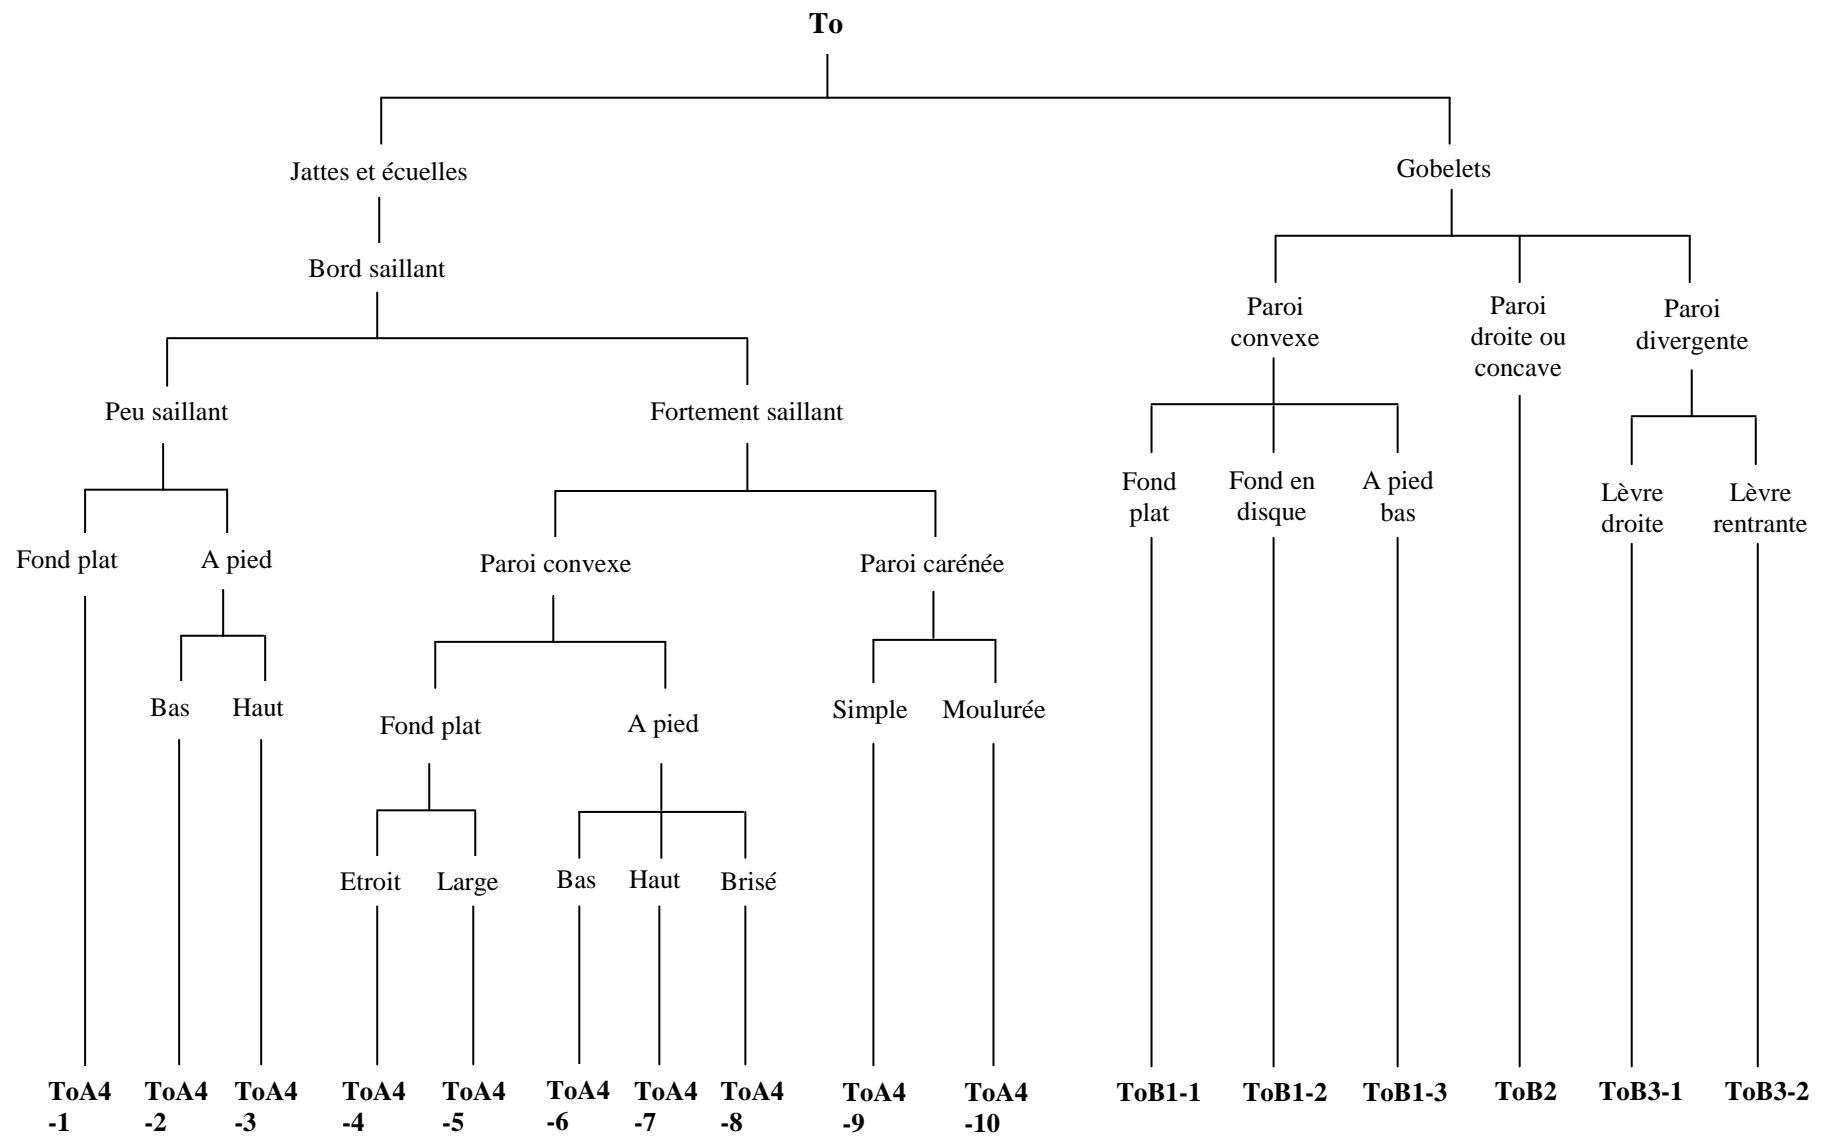 To
Jattes et écuelles
Gobelets
Bord saillant
Paroi
convexe
Paroi
droite ou
concave
Paroi
divergente
Peu saillant
Fortement saillant
Fond
plat
Fond en
disque
A pied
bas
Lèvre
droite
Lèvre
rentrante
Fond plat
A pied
Paroi convexe
Paroi carénée
Bas
Haut
Fond plat
A pied
Simple
Moulurée
Etroit
Large
Bas
Haut
Brisé
ToA4
-1
ToA4
-2
ToA4
-3
ToA4
-4
ToA4
-5
ToA4
-6
ToA4
-7
ToA4
-8
ToA4
-9
ToA4
-10
ToB1-1
ToB1-2
ToB1-3
ToB2
ToB3-1
ToB3-2